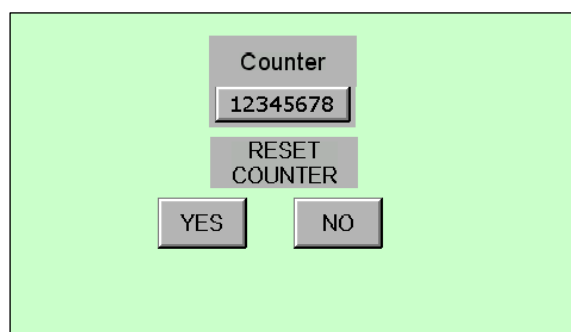 Counter
12345678
RESET
COUNTER
YES NO